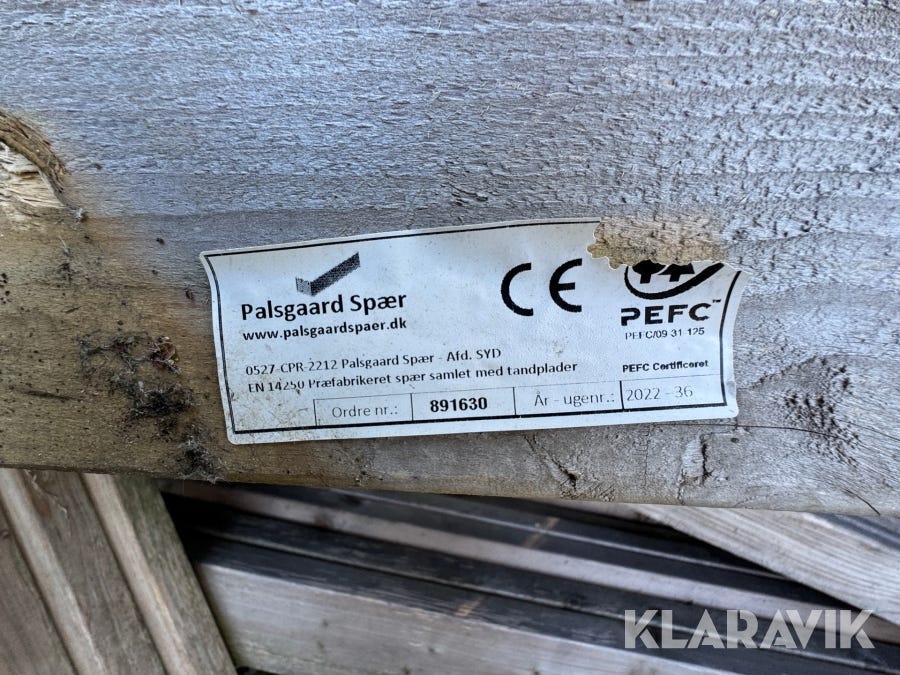 Palsgaard Spær
www.palsgaardspaer.dk
CE
PEFC™
PEFC/09 31 125
0527-CPR-2212 Palsgaard Spær - Afd. SYD
EN 14250 Præfabrikeret spær samlet med tandplader
PEFC Certificeret
Ordre nr.: 891630 År - ugenr.: 2022 - 36
KLARAVIK